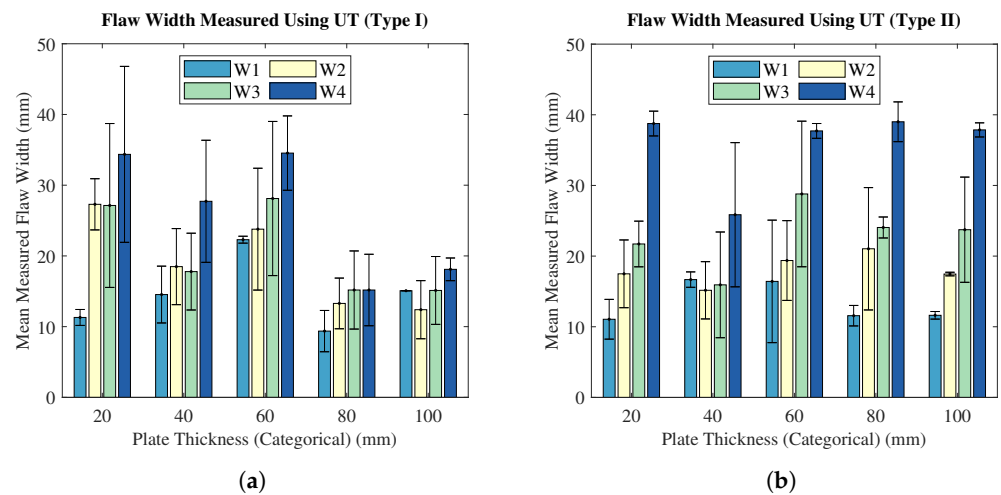 Flaw Width Measured Using UT (Type I)
50
40
30
20
10
0
Mean Measured Flaw Width (mm)
W1 W2
W3 W4
20 40 60 80 100
Plate Thickness (Categorical) (mm)
(a)
Flaw Width Measured Using UT (Type II)
50
40
30
20
10
0
Mean Measured Flaw Width (mm)
W1 W2
W3 W4
20 40 60 80 100
Plate Thickness (Categorical) (mm)
(b)